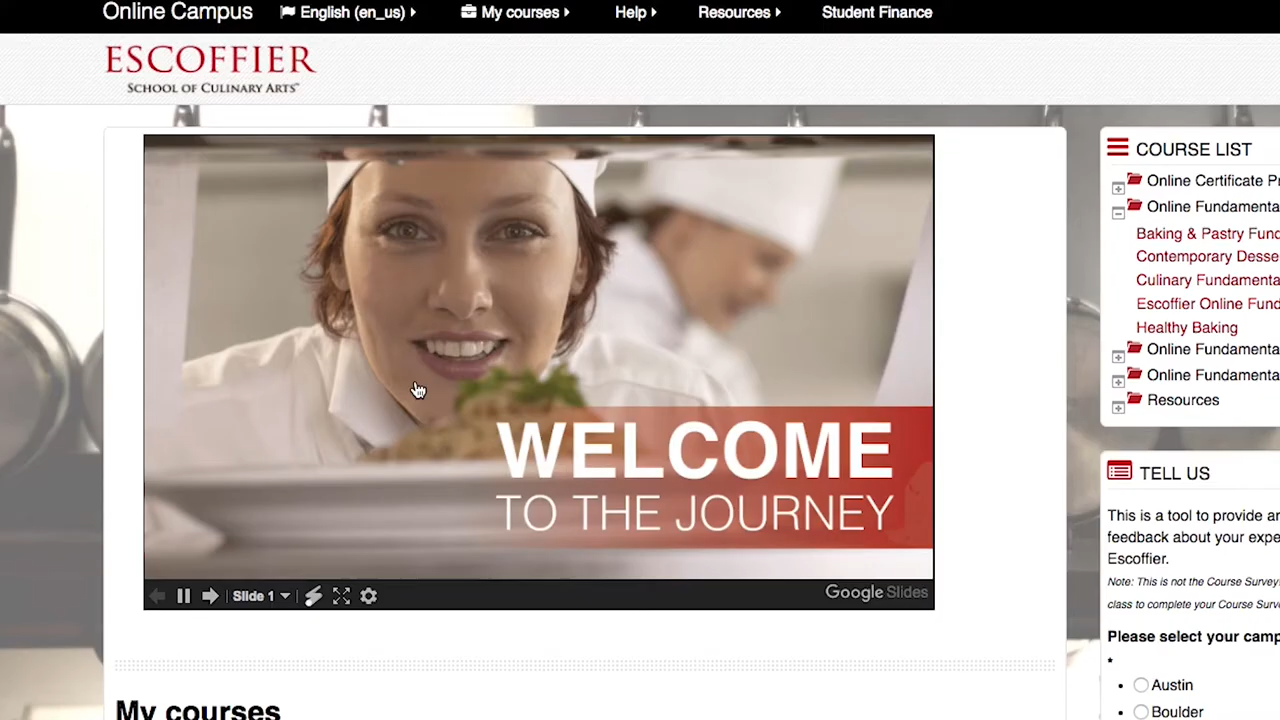 Online Campus
English (en_us)
My courses
Help
Resources
Student Finance
ESCOFFIER
SCHOOL OF CULINARY ARTS™
WELCOME
TO THE JOURNEY
Slide 1
Google Slides
My courses
COURSE LIST
Online Certificate
Online Fundamenta
Baking & Pastry Fund
Contemporary Desse
Culinary Fundamenta
Escoffier Online Fund
Healthy Baking
Online Fundamenta
Online Fundamenta
Resources
TELL US
This is a tool to provide an
feedback about your expe
Escoffier.
Note: This is not the Course Survey
class to complete your Course Surve
Please select your camp
*
Austin
Boulder